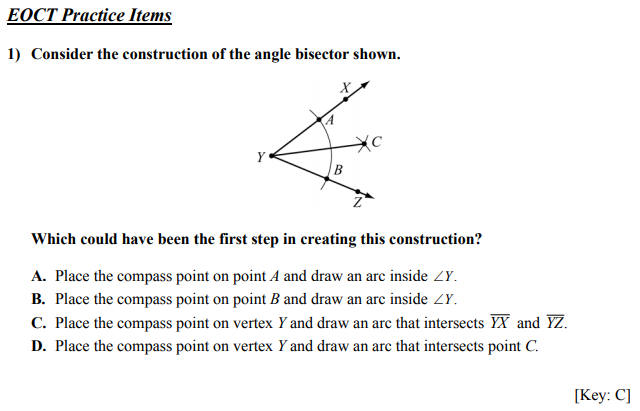 EOCT Practice Items
1) Consider the construction of the angle bisector shown.
X
A
C
Y
B
Z
Which could have been the first step in creating this construction?
A. Place the compass point on point A and draw an arc inside ∠Y.
B. Place the compass point on point B and draw an arc inside ∠Y.
C. Place the compass point on vertex Y and draw an arc that intersects Y̅X̅ and Y̅Z̅.
D. Place the compass point on vertex Y and draw an arc that intersects point C.
[Key: C]